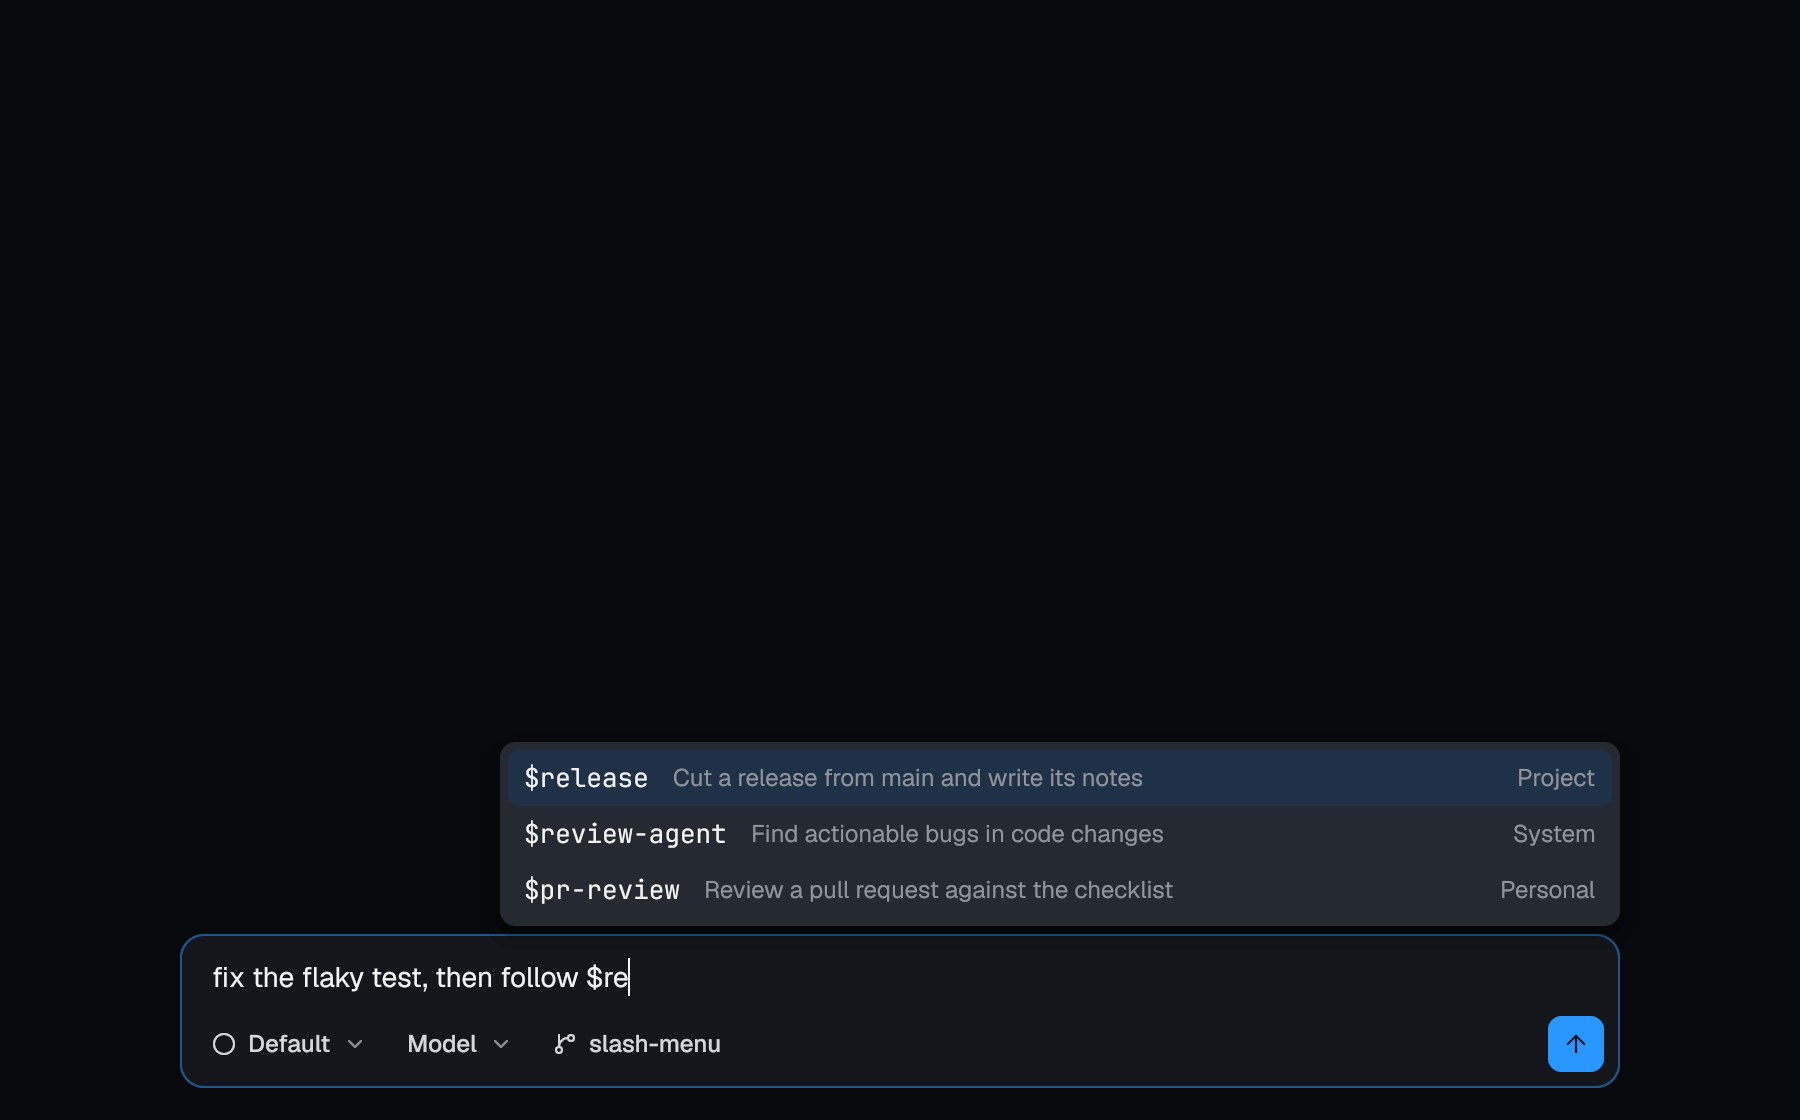 $release Cut a release from main and write its notes Project
$review-agent Find actionable bugs in code changes System
$pr-review Review a pull request against the checklist Personal
fix the flaky test, then follow $re
Default Model slash-menu